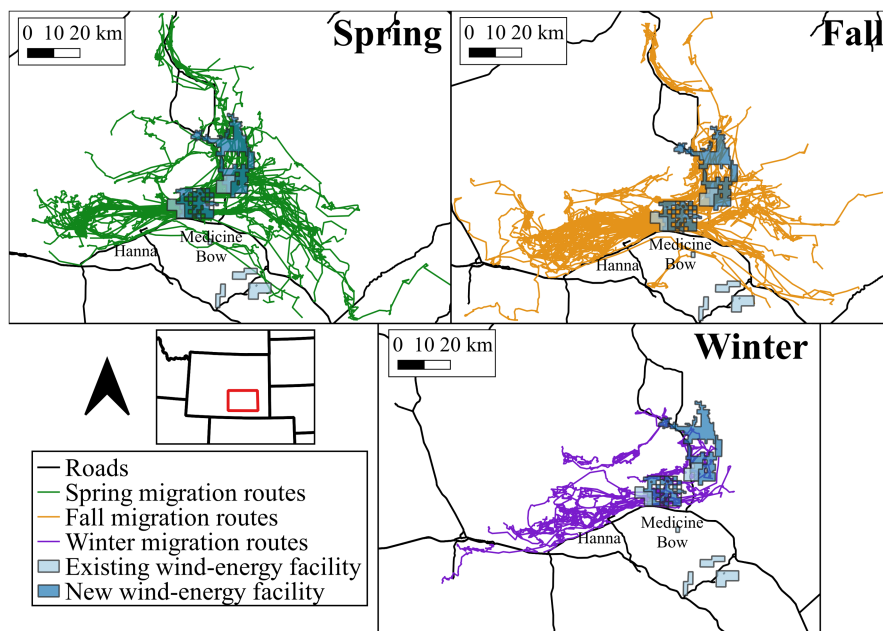 0 10 20 km
Spring
Hanna
Medicine
Bow
0 10 20 km
Fall
Hanna
Medicine
Bow
0 10 20 km
Winter
Hanna
Medicine
Bow
Roads
Spring migration routes
Fall migration routes
Winter migration routes
Existing wind-energy facility
New wind-energy facility